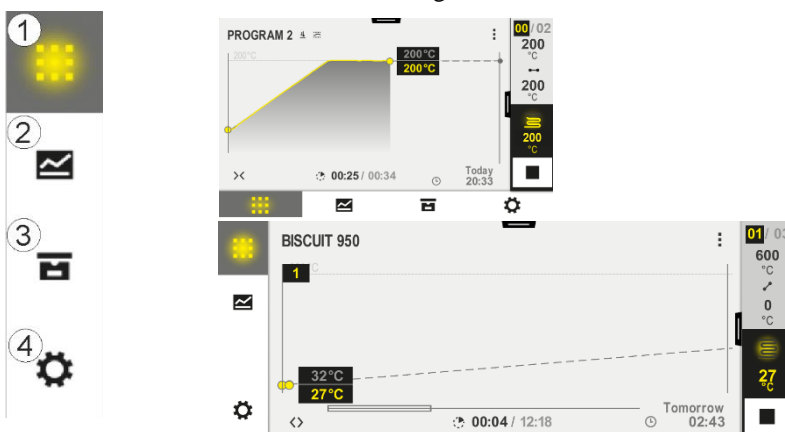 1
2
3
4
PROGRAM 2
200°C
200°C
200°C
00:25 / 00:34
Today
20:33
00/02
200
°C
200
°C
200
°C
BISCUIT 950
1
32°C
27°C
00:04 / 12:18
Tomorrow
02:43
01/03
600
°C
0
°C
27
°C